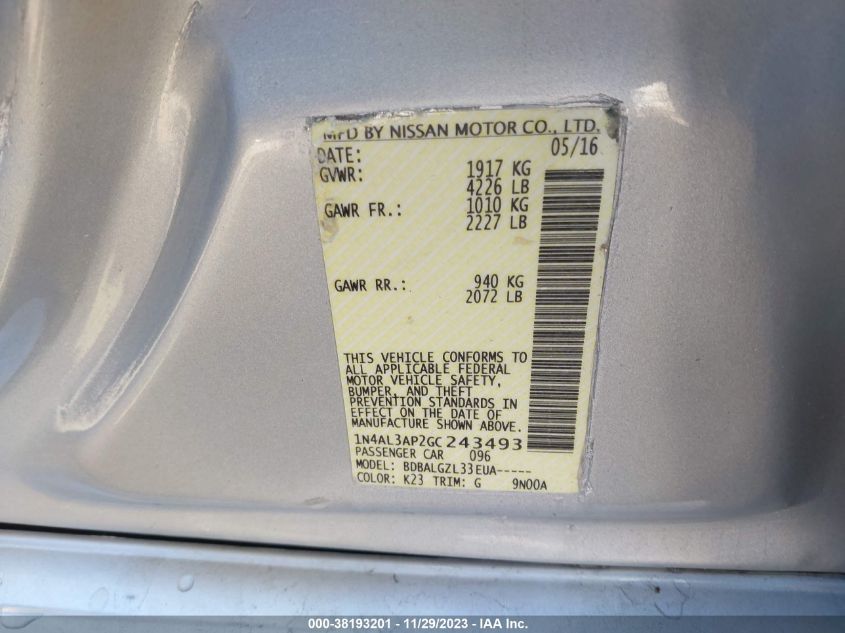 MFD BY NISSAN MOTOR CO., LTD.
DATE: 05/16
GVWR: 1917 KG
4226 LB
GAWR FR.: 1010 KG
2227 LB
GAWR RR.: 940 KG
2072 LB
THIS VEHICLE CONFORMS TO
ALL APPLICABLE FEDERAL
MOTOR VEHICLE SAFETY,
BUMPER, AND THEFT
PREVENTION STANDARDS IN
EFFECT ON THE DATE OF
MANUFACTURE SHOWN ABOVE.
1N4AL3AP2GC243493
PASSENGER CAR 096
MODEL: BDBALGZL33EUA-----
COLOR: K23 TRIM: G 9N00A
000-38193201 - 11/29/2023 - IAA Inc.